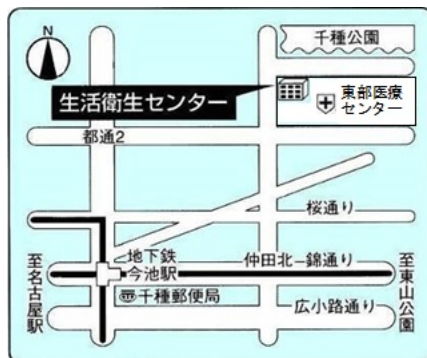 N
千種公園
生活衛生センター
東部医療
センター
都通2
桜通り
地下鉄
今池駅
仲田北
錦通り
至名古屋駅
至東山公園
千種郵便局
広小路通り